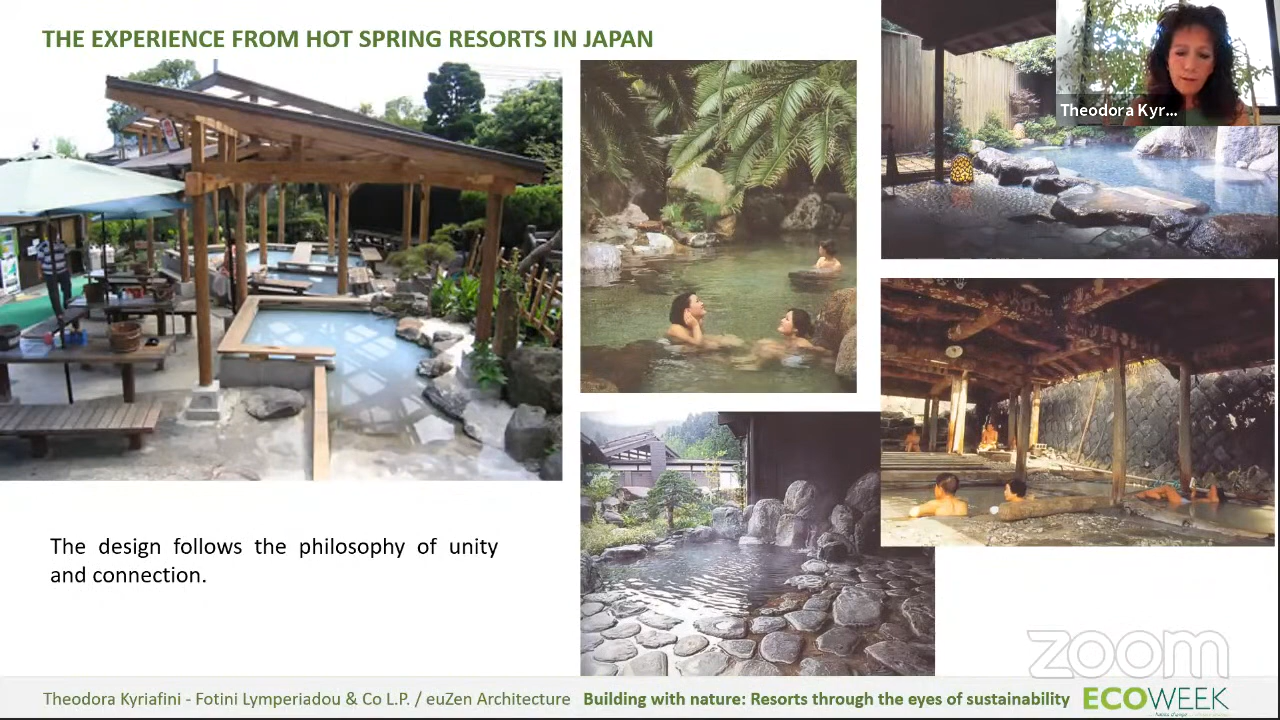 THE EXPERIENCE FROM HOT SPRING RESORTS IN JAPAN
Theodora Kyr...
The design follows the philosophy of unity
and connection.
zoom
Theodora Kyriafini - Fotini Lymperiadou & Co L.P. / euZen Architecture Building with nature: Resorts through the eyes of sustainability ECOWEEK